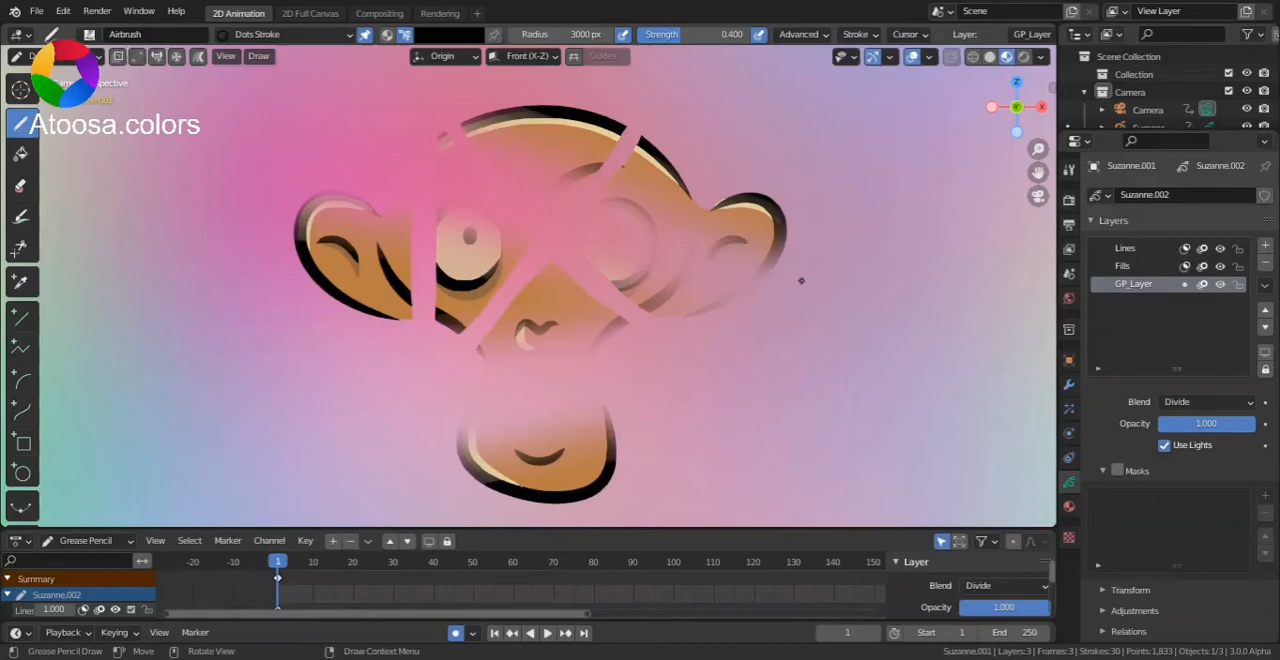 File Edit Render Window Help 2D Animation 2D Full Canvas Compositing Rendering + Scene View Layer
Airbrush Dots Stroke Radius 3000 px Strength 0.400 Advanced Stroke Cursor Layer: GP_Layer
View Draw Origin Front (X-Z) Guides
Scene Collection
Collection
Camera
Camera
Atoosa.colors
Suzanne.001 Suzanne.002
Suzanne.002
Layers
Lines
Fills
GP_Layer
Blend Divide
Opacity 1.000
Use Lights
Masks
Transform
Adjustments
Relations
Grease Pencil View Select Marker Channel Key
-20 -10 1 10 20 30 40 50 60 70 80 90 100 110 120 130 140 150
Layer
Summary
Suzanne.002
Lines 1.000
Blend Divide
Opacity 1.000
Playback Keying View Marker 1 Start 1 End 250
Grease Pencil Draw Move Rotate View Draw Context Menu Suzanne.001 | Layers:3 | Frames:3 | Strokes:30 | Points:1,833 | Objects:1/3 | 3.0.0 Alpha